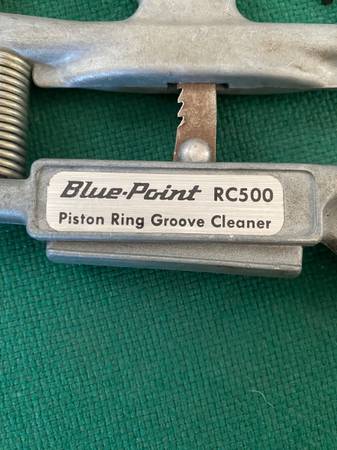 Blue-Point RC500
Piston Ring Groove Cleaner